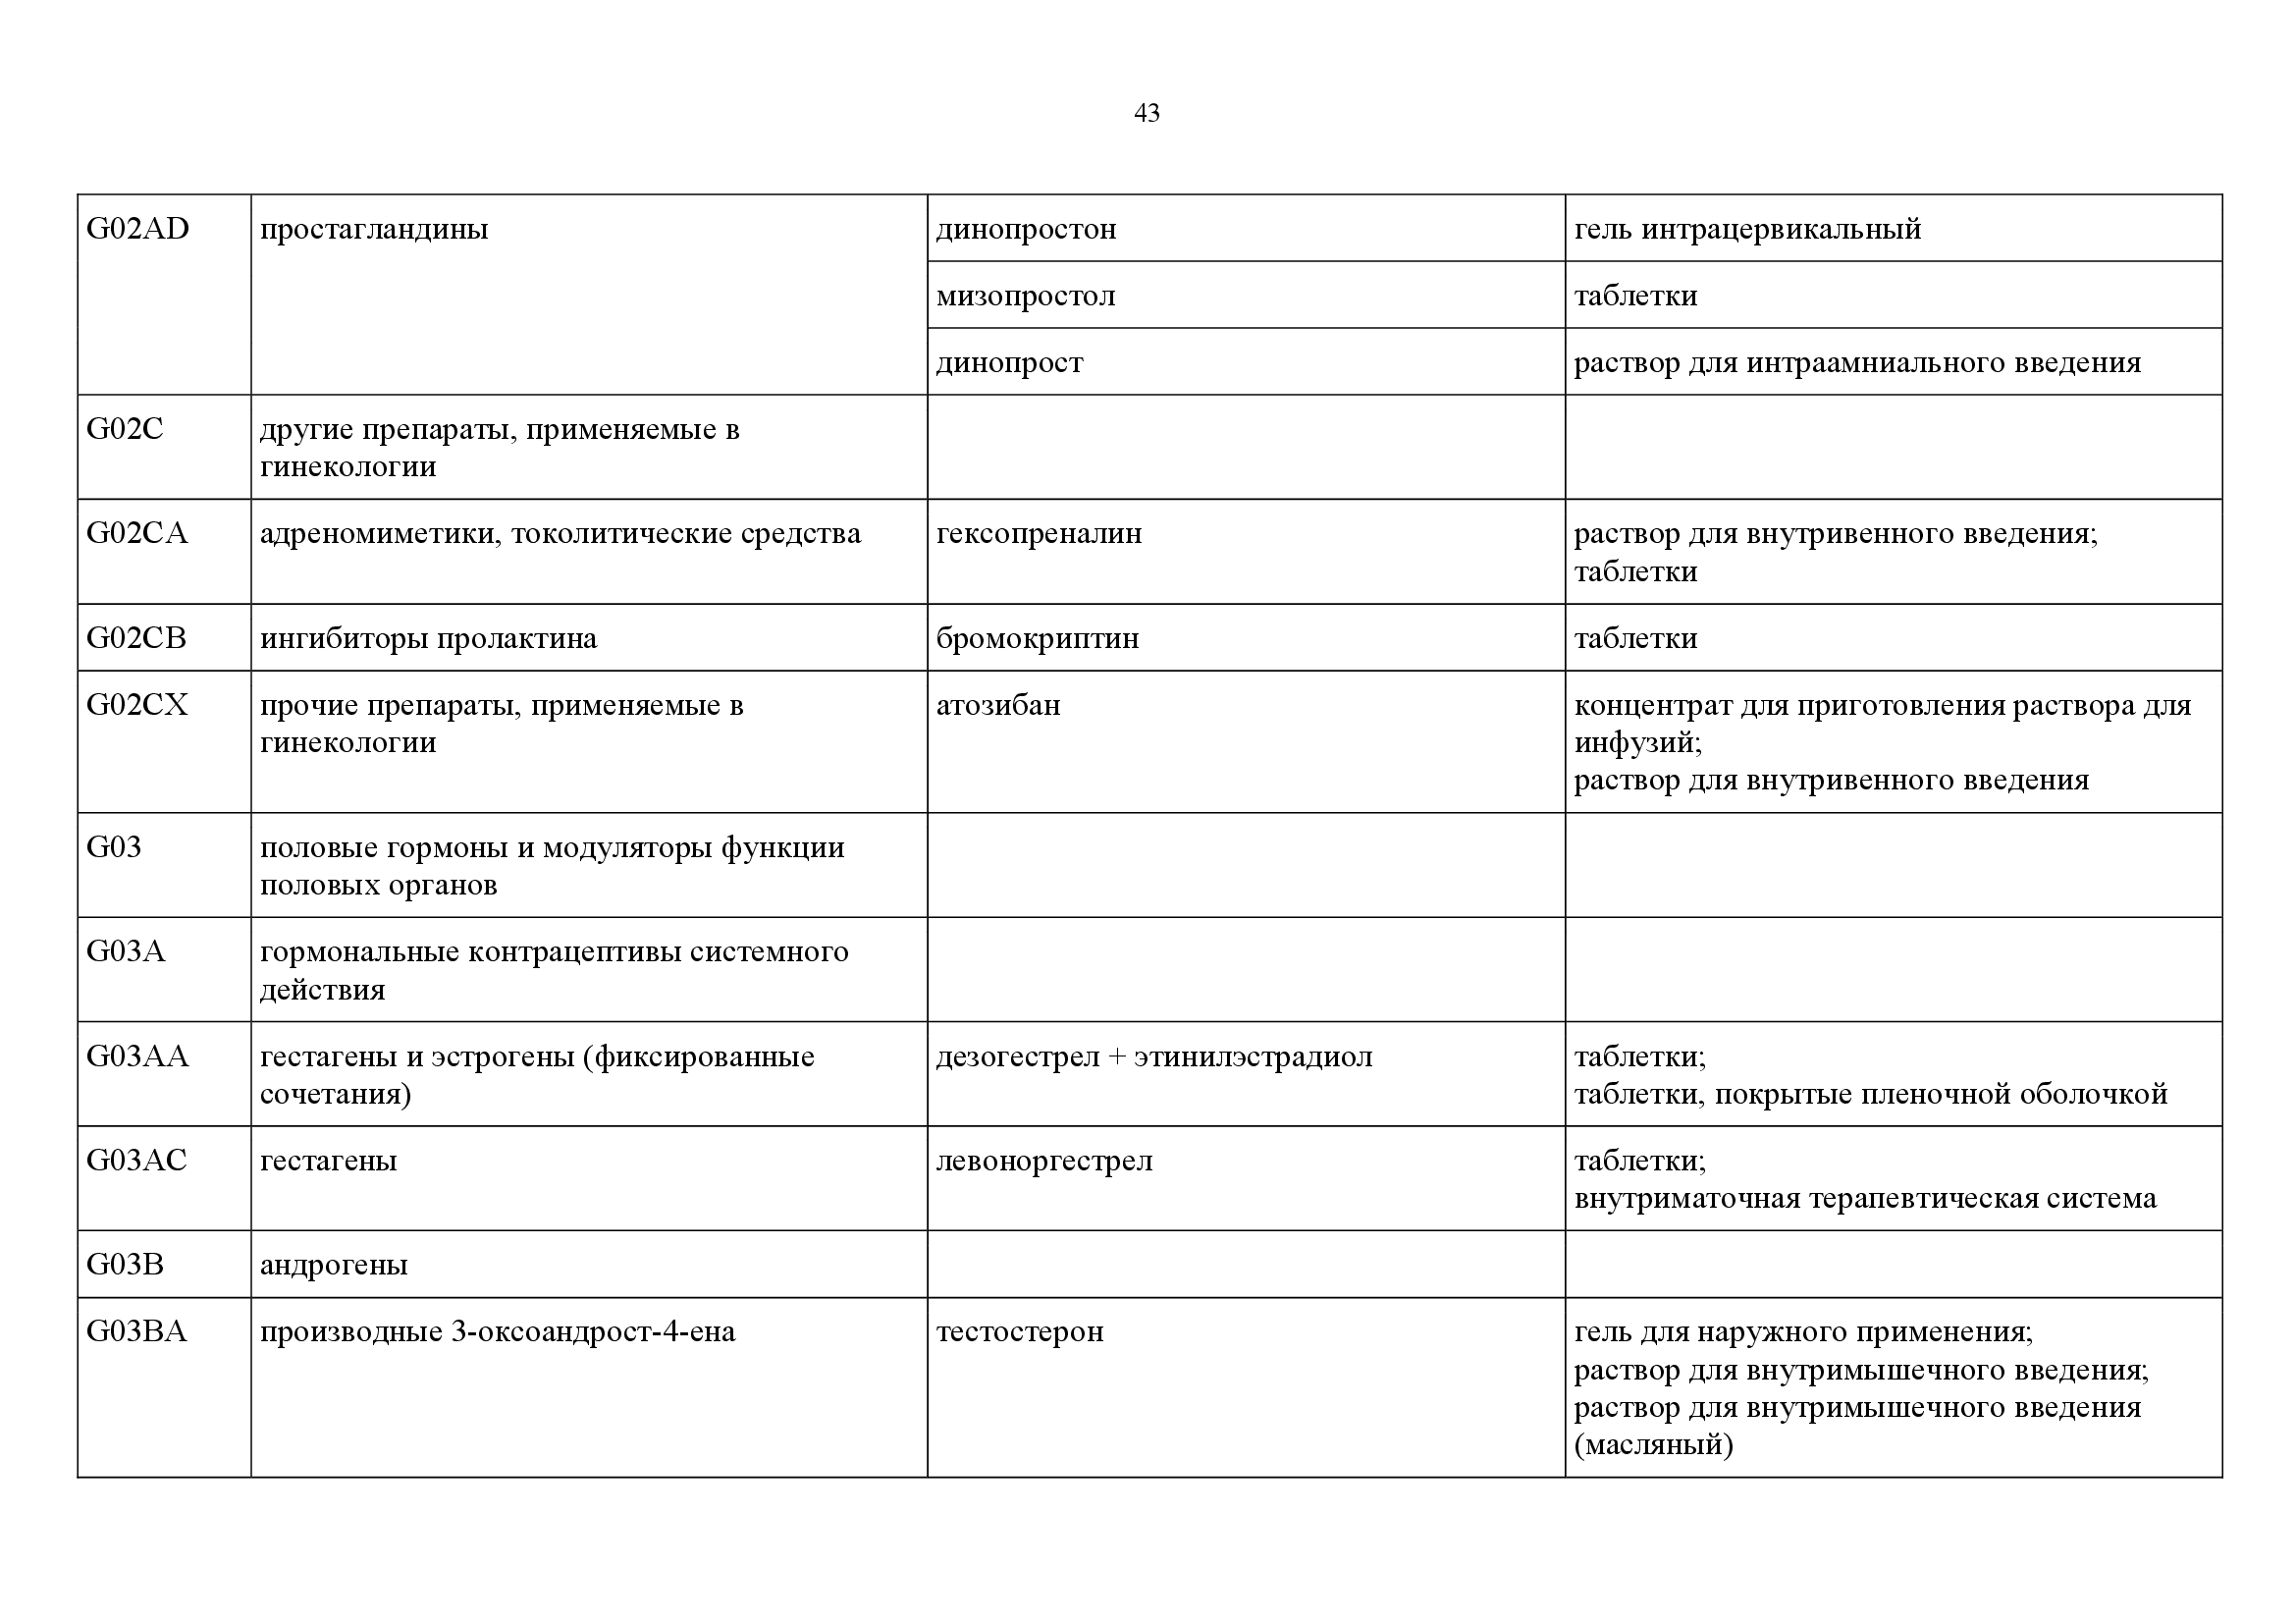 43
G02AD простагландины динопростон гель интрацервикальный
мизопростол таблетки
динопрост раствор для интраамниального введения
G02C другие препараты, применяемые в
гинекологии
G02CA адреномиметики, токолитические средства гексопреналин раствор для внутривенного введения;
таблетки
G02CB ингибиторы пролактина бромокриптин таблетки
G02CX прочие препараты, применяемые в атозибан концентрат для приготовления раствора для
гинекологии инфузий;
раствор для внутривенного введения
G03 половые гормоны и модуляторы функции
половых органов
G03A гормональные контрацептивы системного
действия
G03AA гестагены и эстрогены (фиксированные дезогестрел + этинилэстрадиол таблетки;
сочетания) таблетки, покрытые пленочной оболочкой
G03AC гестагены левоноргестрел таблетки;
внутриматочная терапевтическая система
G03B андрогены
G03BA производные 3-оксоандрост-4-ена тестостерон гель для наружного применения;
раствор для внутримышечного введения;
раствор для внутримышечного введения
(масляный)